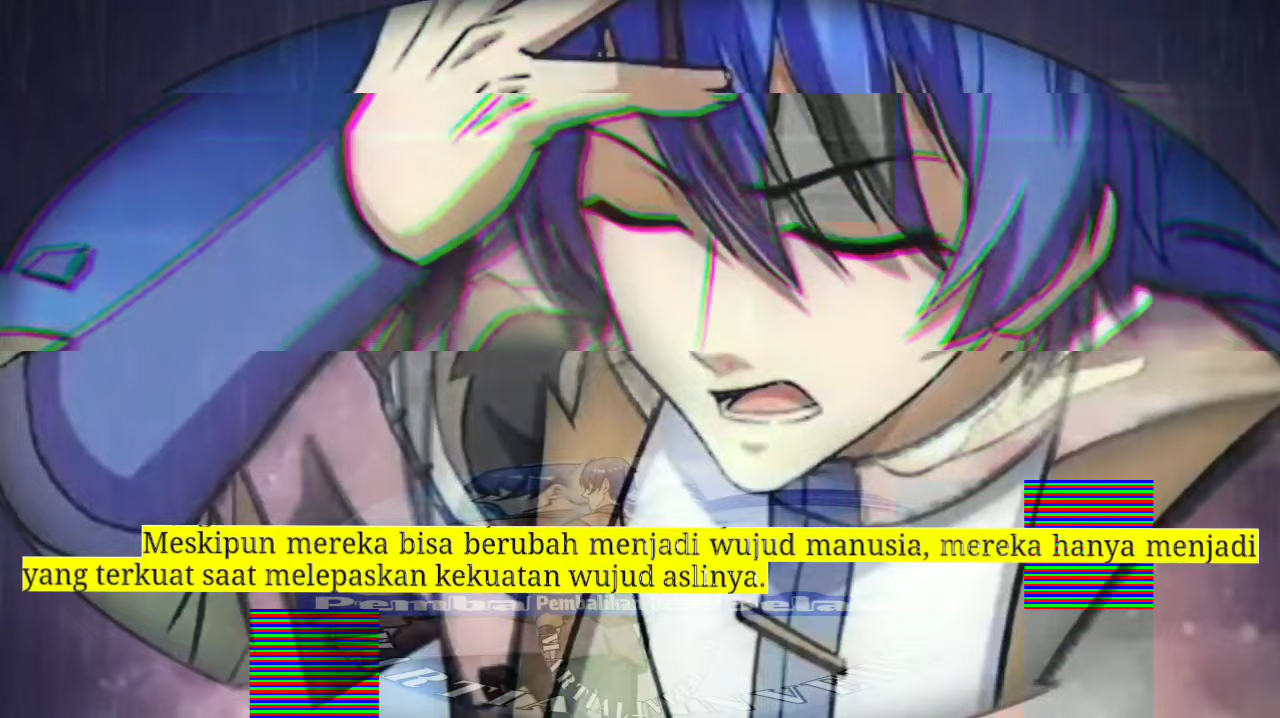 Meskipun mereka bisa berubah menjadi wujud manusia, mereka hanya menjadi
yang terkuat saat melepaskan kekuatan wujud aslinya.